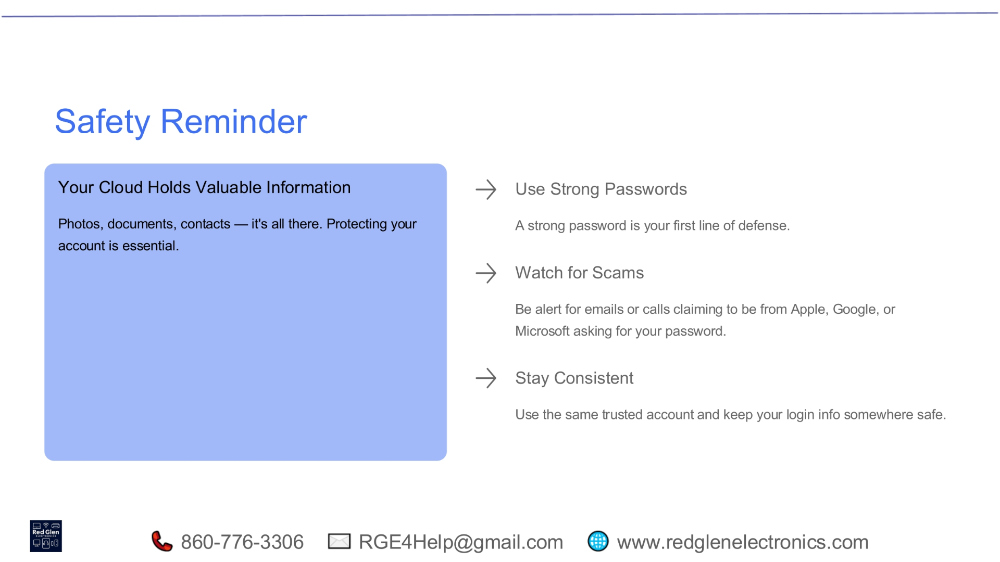 Safety Reminder
Your Cloud Holds Valuable Information
Photos, documents, contacts — it's all there. Protecting your
account is essential.
Use Strong Passwords
A strong password is your first line of defense.
Watch for Scams
Be alert for emails or calls claiming to be from Apple, Google, or
Microsoft asking for your password.
Stay Consistent
Use the same trusted account and keep your login info somewhere safe.
Red Glen
ELECTRONICS
860-776-3306 RGE4Help@gmail.com www.redglenelectronics.com